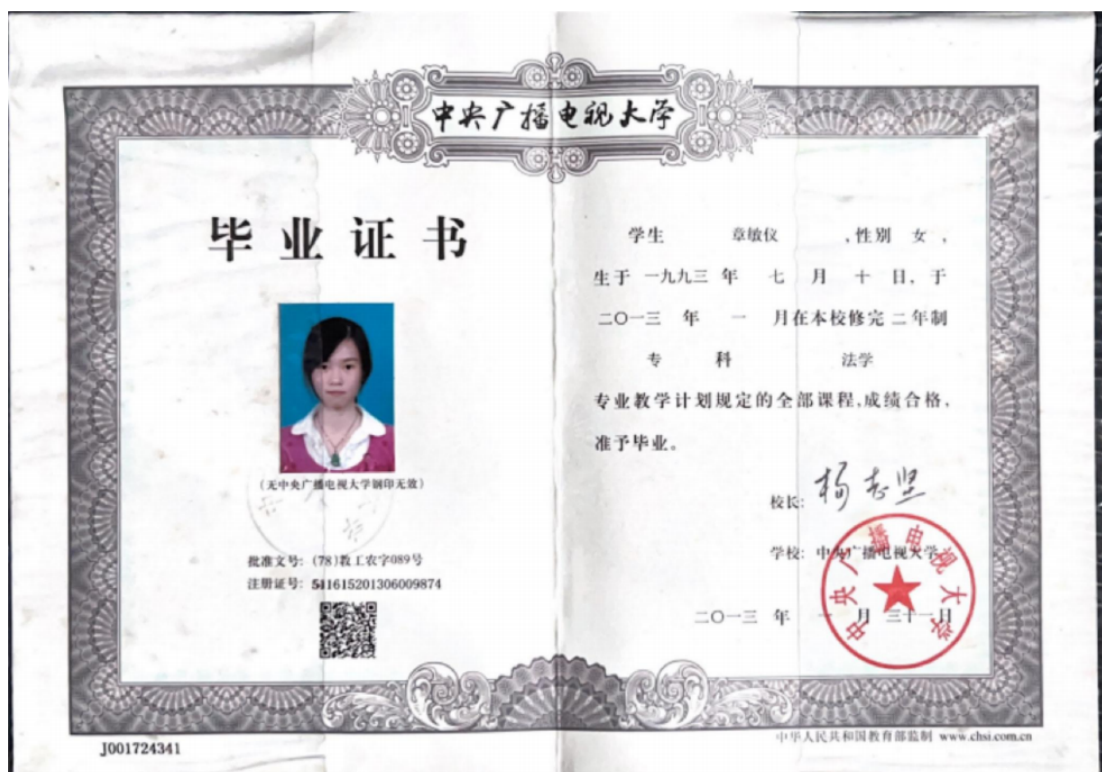 中央广播电视大学
毕业证书
(无中央广播电视大学钢印无效)
批准文号: (78)教工农字089号
注册证号: 511615201306009874
J001724341
学生 章敏仪 ,性别 女 ,
生于 一九九三 年 七 月 十 日, 于
二〇一三 年 一 月在本校修完 二年制
专 科 法学
专业教学计划规定的全部课程,成绩合格,
准予毕业。
校长: 杨志坚
学校: 中央广播电视大学
中央广播电视大学
二〇一三 年 一 月 三十一日
中华人民共和国教育部监制 www.chsi.com.cn